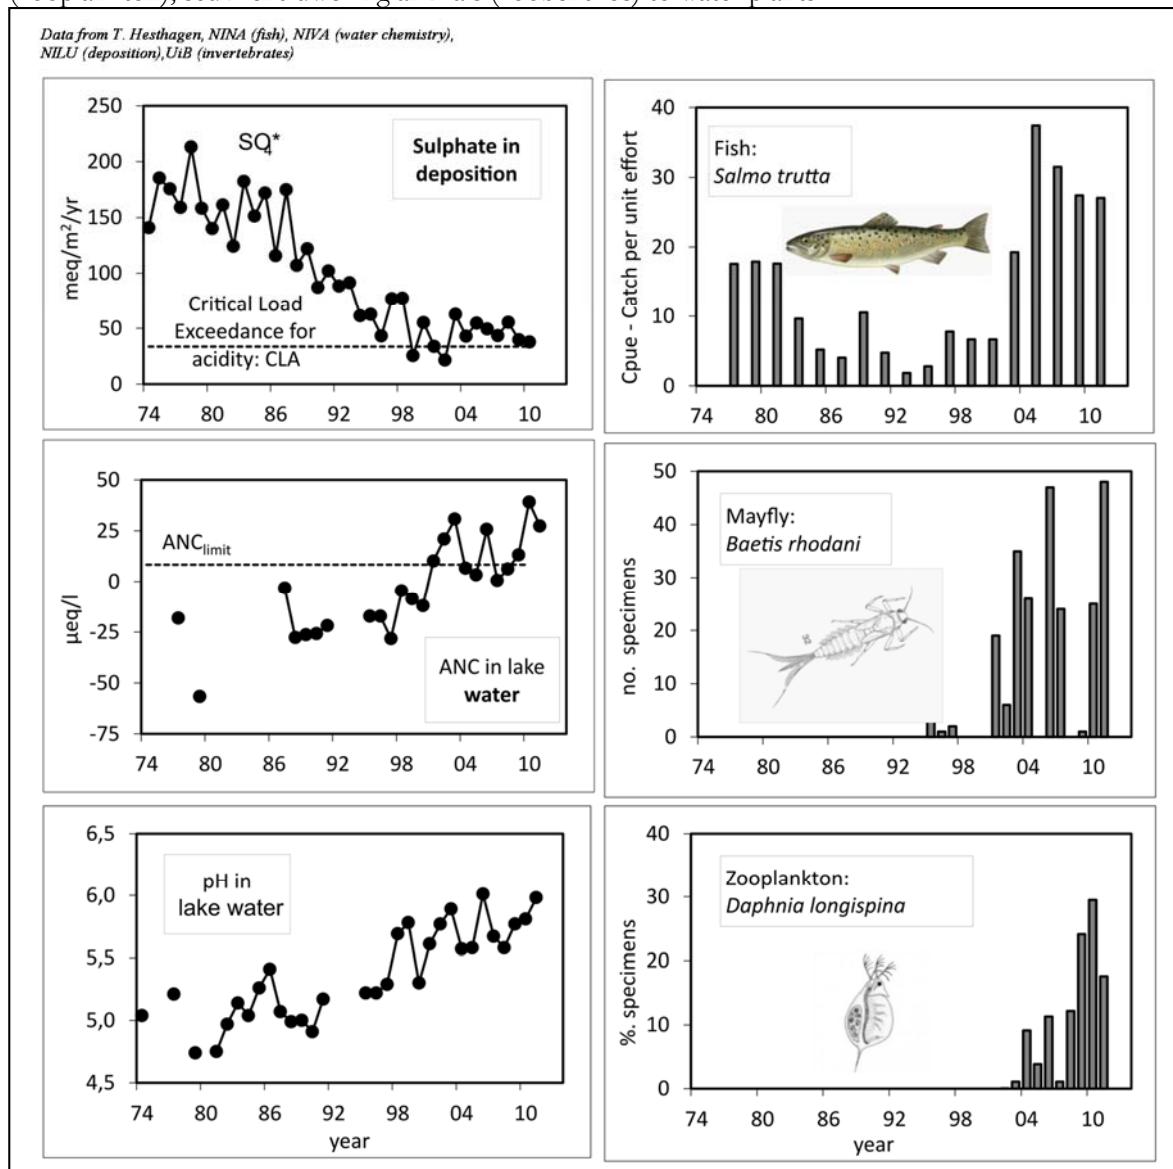 Data from T. Hesthagen, NINA (fish), NIVA (water chemistry),
NILU (deposition),UiB (invertebrates)
250
200
150
100
50
0
meq/m²/yr
SO₄*
Sulphate in
deposition
Critical Load
Exceedance for
acidity: CLA
74 80 86 92 98 04 10
40
30
20
10
0
Cpue - Catch per unit effort
Fish:
Salmo trutta
74 80 86 92 98 04 10
50
25
0
-25
-50
-75
µeq/l
ANClimit
ANC in lake
water
74 80 86 92 98 04 10
50
40
30
20
10
0
no. specimens
Mayfly:
Baetis rhodani
74 80 86 92 98 04 10
6,5
6,0
5,5
5,0
4,5
pH in
lake water
74 80 86 92 98 04 10
year
40
30
20
10
0
%. specimens
Zooplankton:
Daphnia longispina
74 80 86 92 98 04 10
year